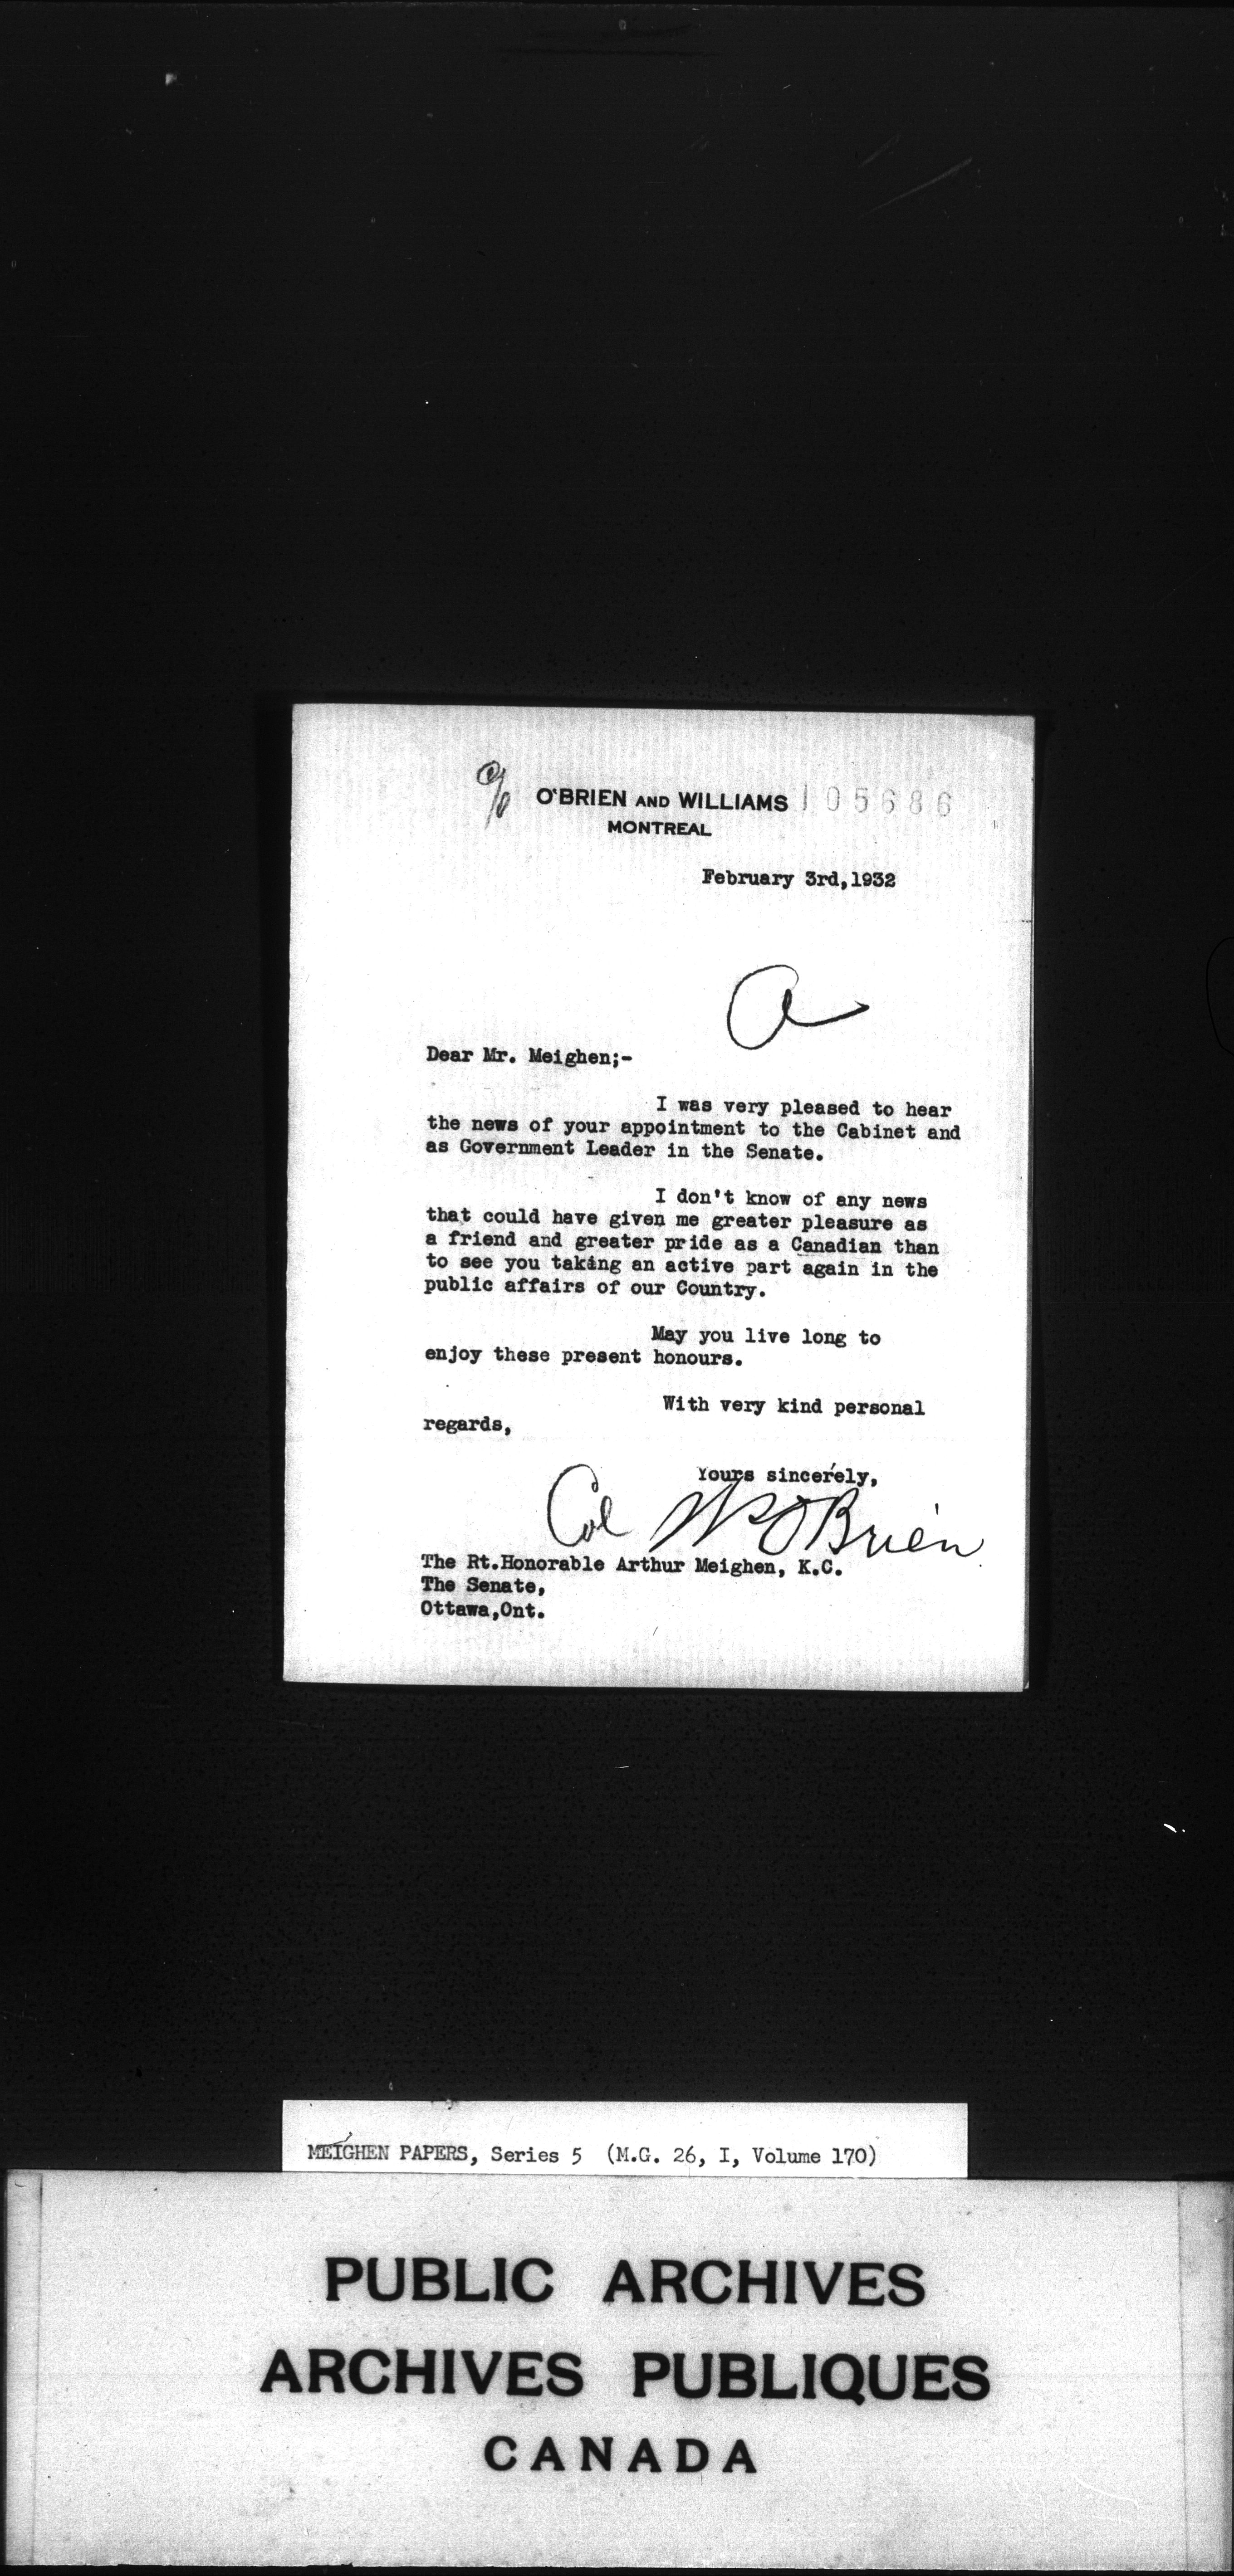 c/o O'BRIEN AND WILLIAMS 105686
MONTREAL
February 3rd,1932
a
Dear Mr. Meighen;-
I was very pleased to hear
the news of your appointment to the Cabinet and
as Government Leader in the Senate.
I don't know of any news
that could have given me greater pleasure as
a friend and greater pride as a Canadian than
to see you taking an active part again in the
public affairs of our Country.
May you live long to
enjoy these present honours.
With very kind personal
regards,
Yours sincerely,
Col O'Brien
The Rt.Honorable Arthur Meighen, K.C.
The Senate,
Ottawa,Ont.
MEIGHEN PAPERS, Series 5 (M.G. 26, I, Volume 170)
PUBLIC ARCHIVES
ARCHIVES PUBLIQUES
CANADA